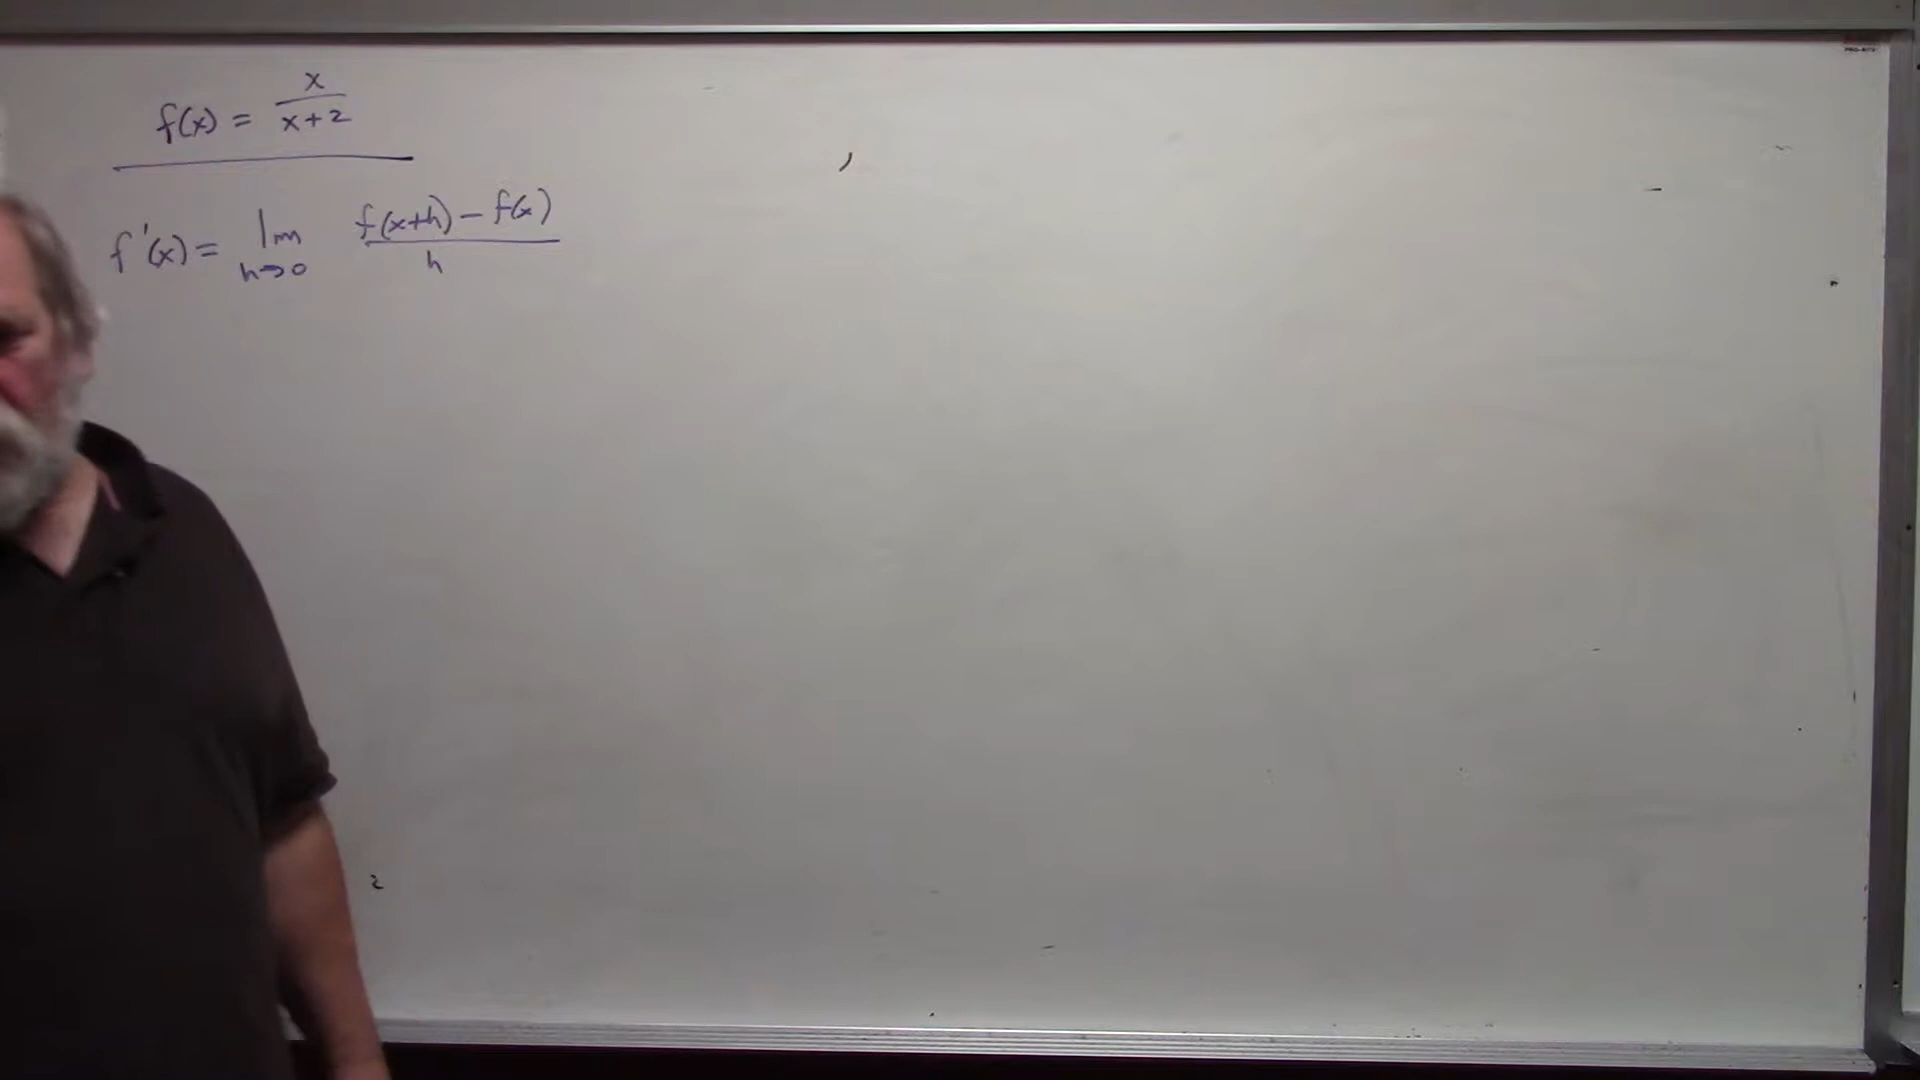 f(x) = x/(x+2)
f'(x) = lim h→0 (f(x+h) - f(x))/h